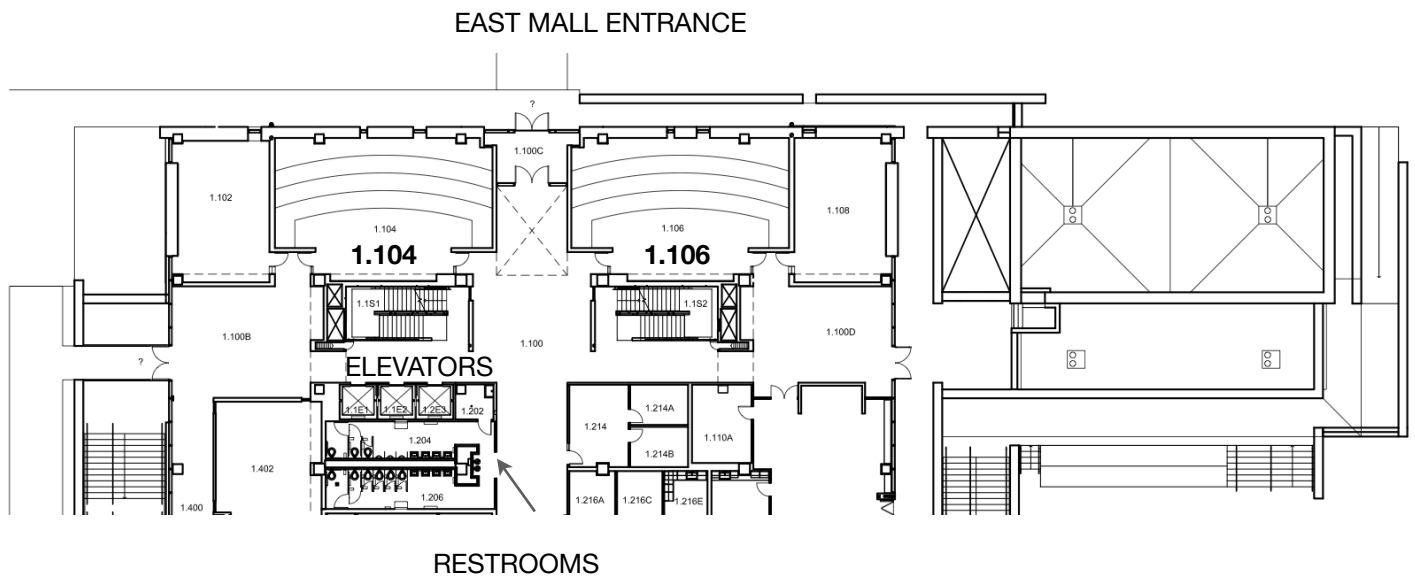 EAST MALL ENTRANCE
?
1.100C
1.102
1.108
1.104
1.106
1.104
1.106
1.1S1
1.1S2
1.100B
1.100
1.100D
?
ELEVATORS
1.1E1
1.1E2
1.2E3
1.202
1.214A
1.214
1.110A
1.204
1.214B
1.402
1.206
1.216A
1.216C
1.216E
1.400
RESTROOMS